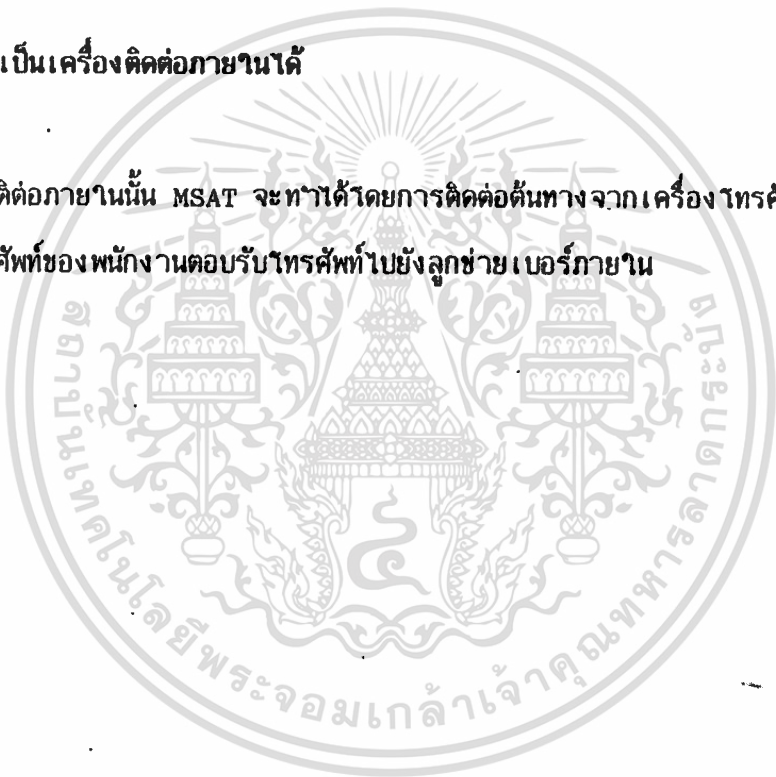 เป็นเครื่องติดต่อภายในได้
ติต่อภายในนั้น MSAT จะทำได้โดยการติดต่อต้นทางจากเครื่องโทรศั
ศัพท์ของพนักงานตอบรับโทรศัพท์ไปยังลูกข่ายเบอร์ภายใน
สถาบันเทคโนโลยีพระจอมเกล้าเจ้าคุณทหารลาดกระบัง